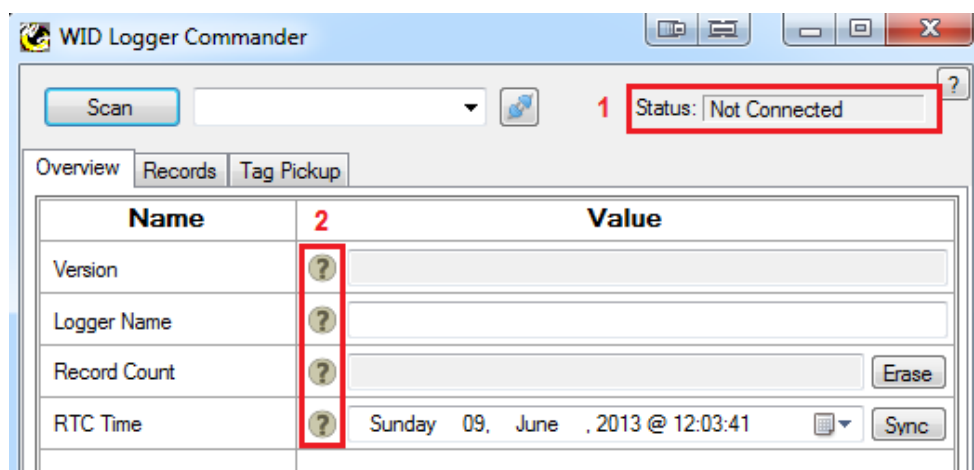 WID Logger Commander
Scan 1 Status: Not Connected ?
Overview Records Tag Pickup
Name 2 Value
Version ?
Logger Name ?
Record Count ? Erase
RTC Time ? Sunday 09, June , 2013 @ 12:03:41 Sync